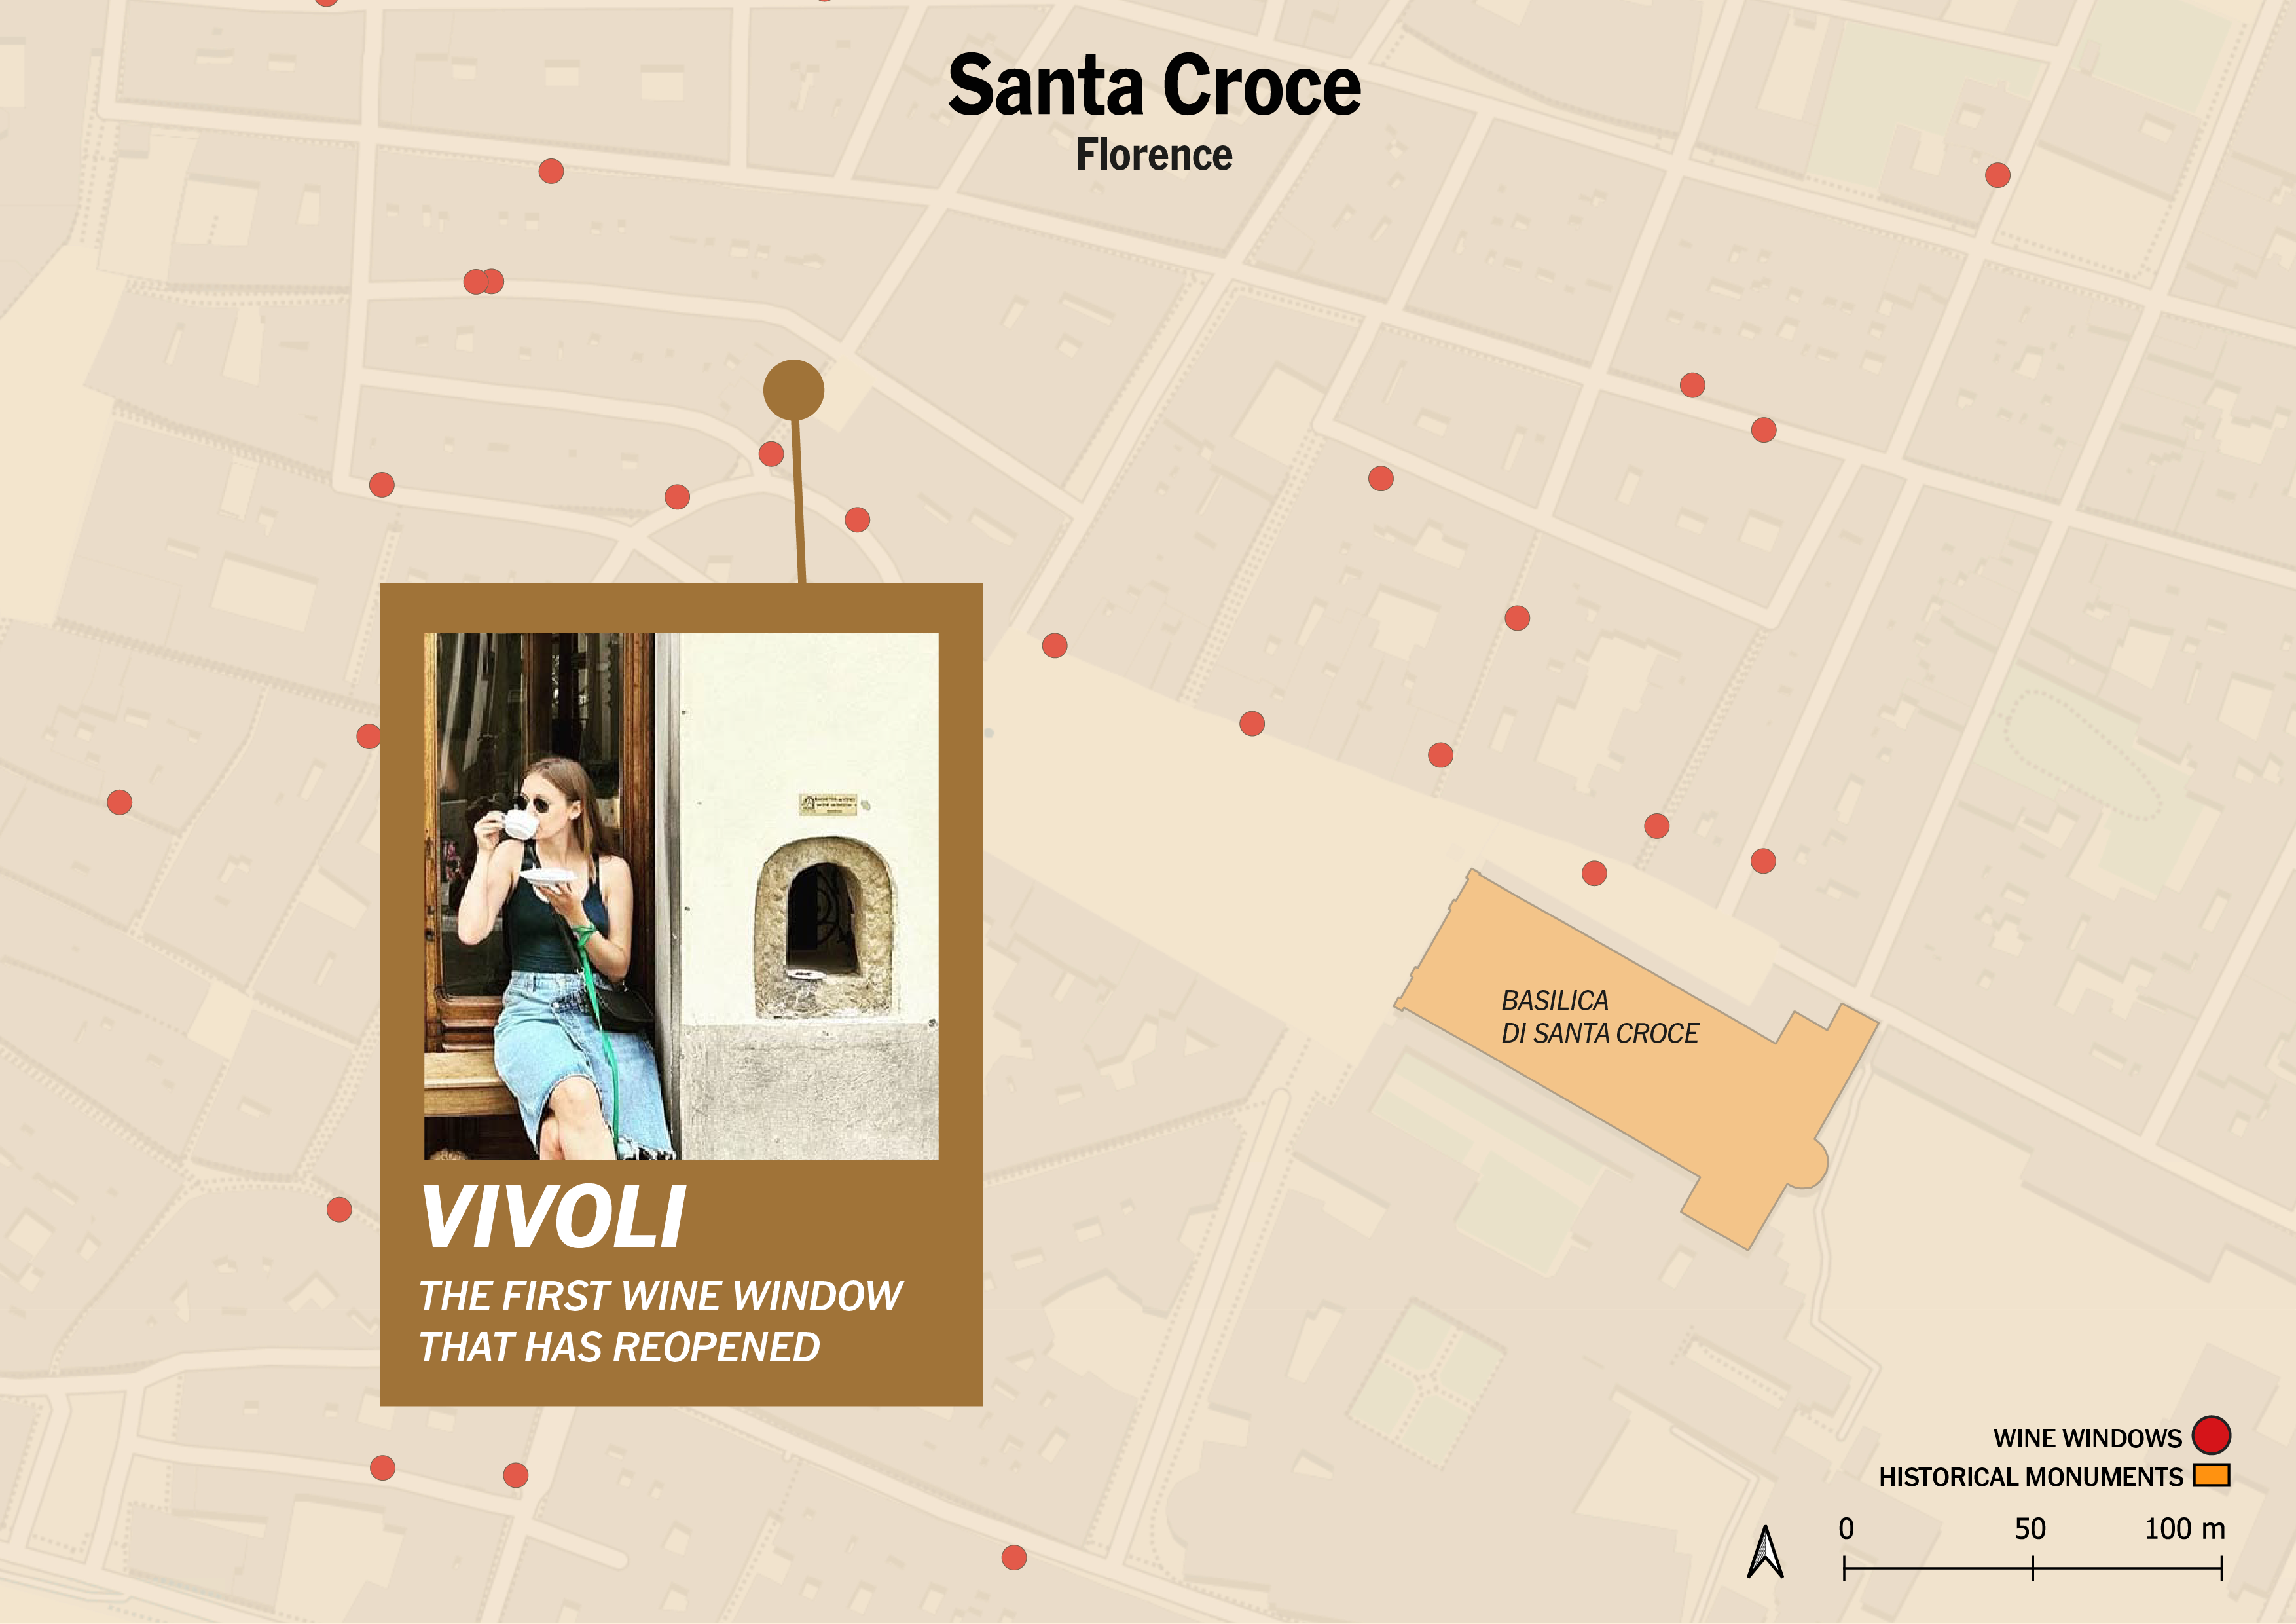 Santa Croce
Florence
VIVOLI
THE FIRST WINE WINDOW
THAT HAS REOPENED
BASILICA
DI SANTA CROCE
WINE WINDOWS
HISTORICAL MONUMENTS
0 50 100 m